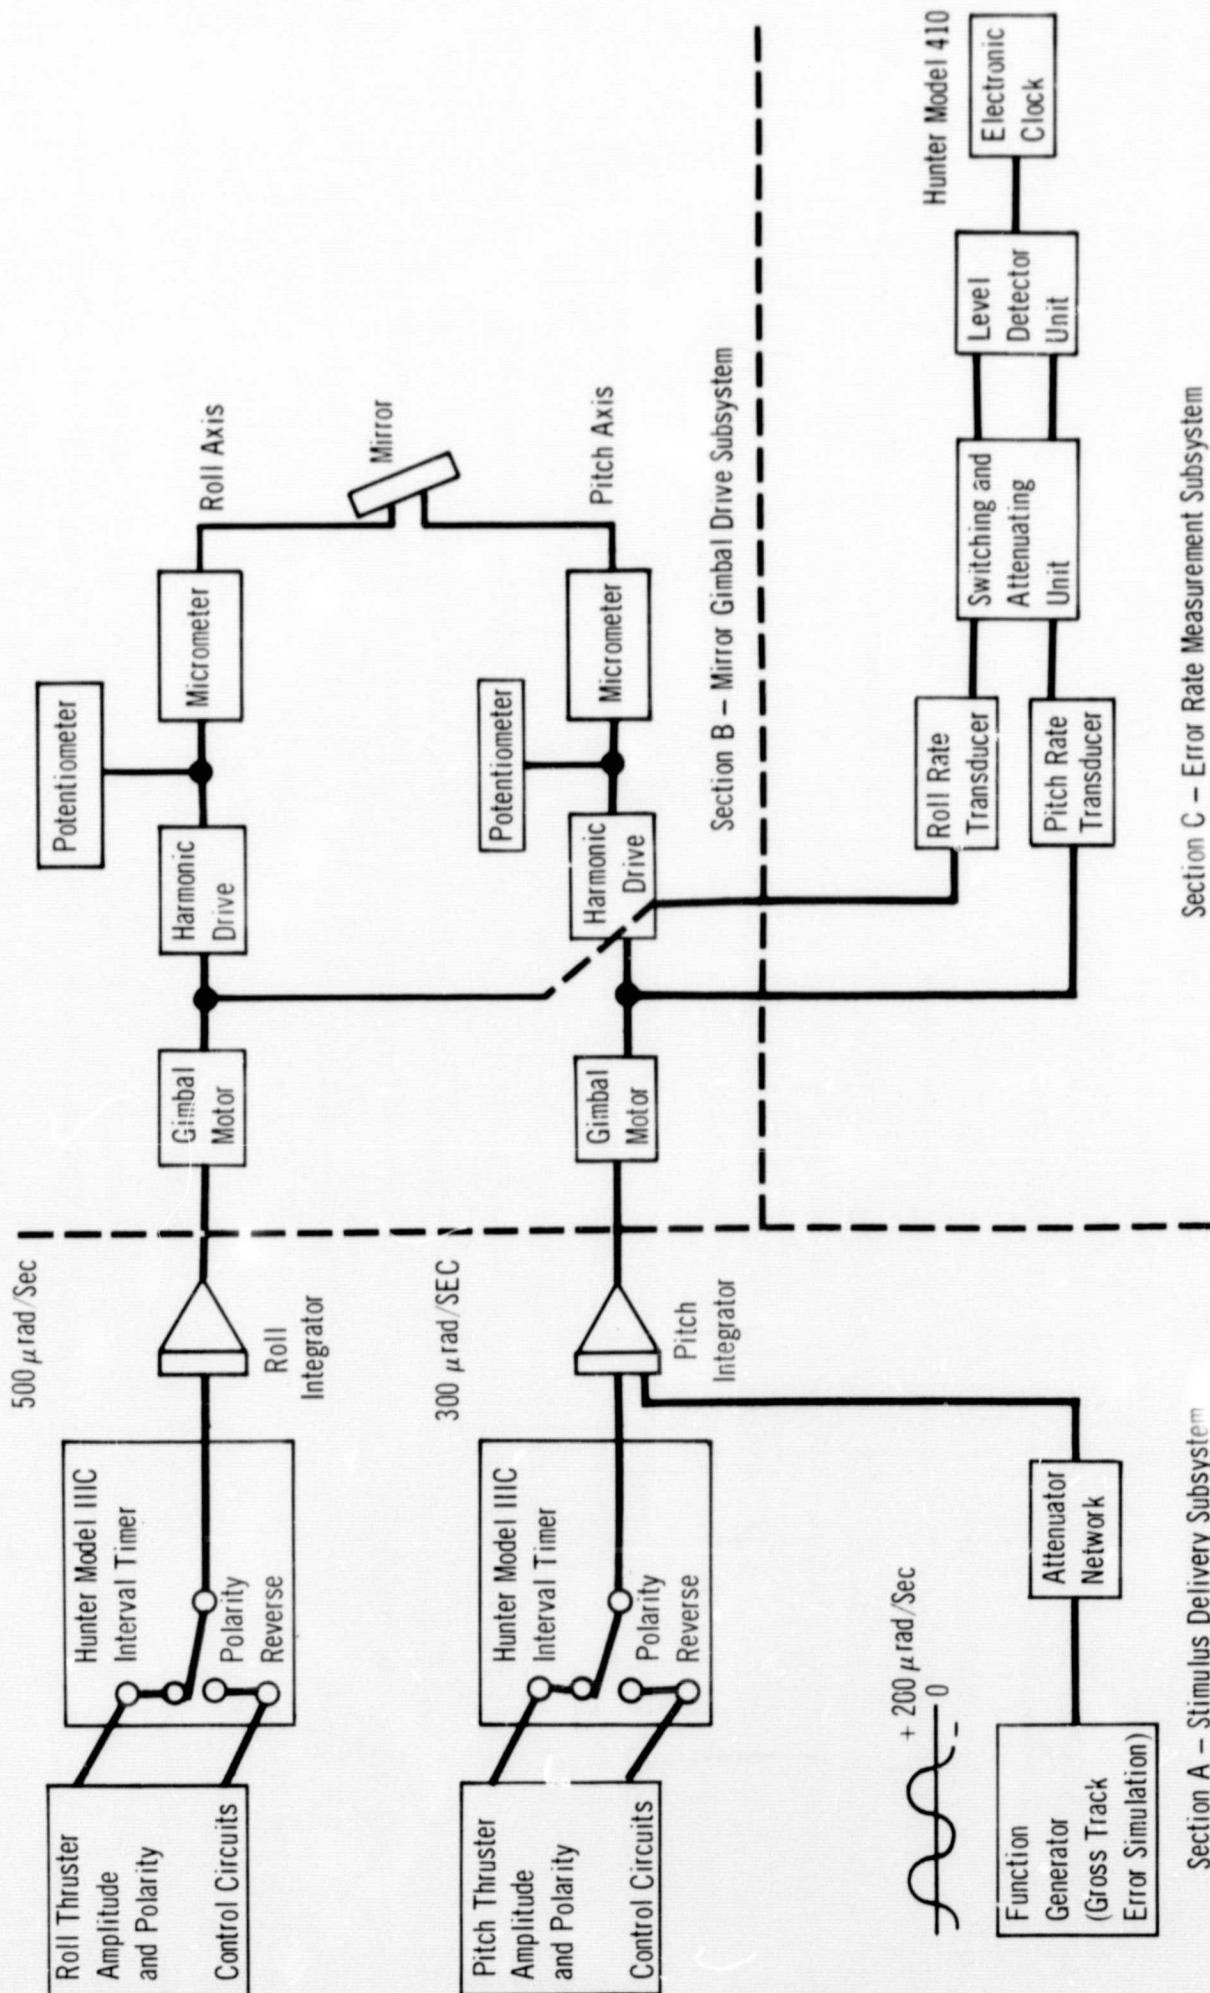 Roll Thruster
Amplitude
and Polarity
Control Circuits
Hunter Model IIIC
Interval Timer
Polarity
Reverse
500 μrad/Sec
Roll
Integrator
Gimbal
Motor
Harmonic
Drive
Potentiometer
Micrometer
Roll Axis
Mirror
Pitch Thruster
Amplitude
and Polarity
Control Circuits
Hunter Model IIIC
Interval Timer
Polarity
Reverse
300 μrad/SEC
Pitch
Integrator
Gimbal
Motor
Harmonic
Drive
Potentiometer
Micrometer
Pitch Axis
Section B – Mirror Gimbal Drive Subsystem
+ 200 μrad/Sec
0
–
Function
Generator
(Gross Track
Error Simulation)
Attenuator
Network
Section A – Stimulus Delivery Subsystem
Roll Rate
Transducer
Pitch Rate
Transducer
Switching and
Attenuating
Unit
Level
Detector
Unit
Hunter Model 410
Electronic
Clock
Section C – Error Rate Measurement Subsystem